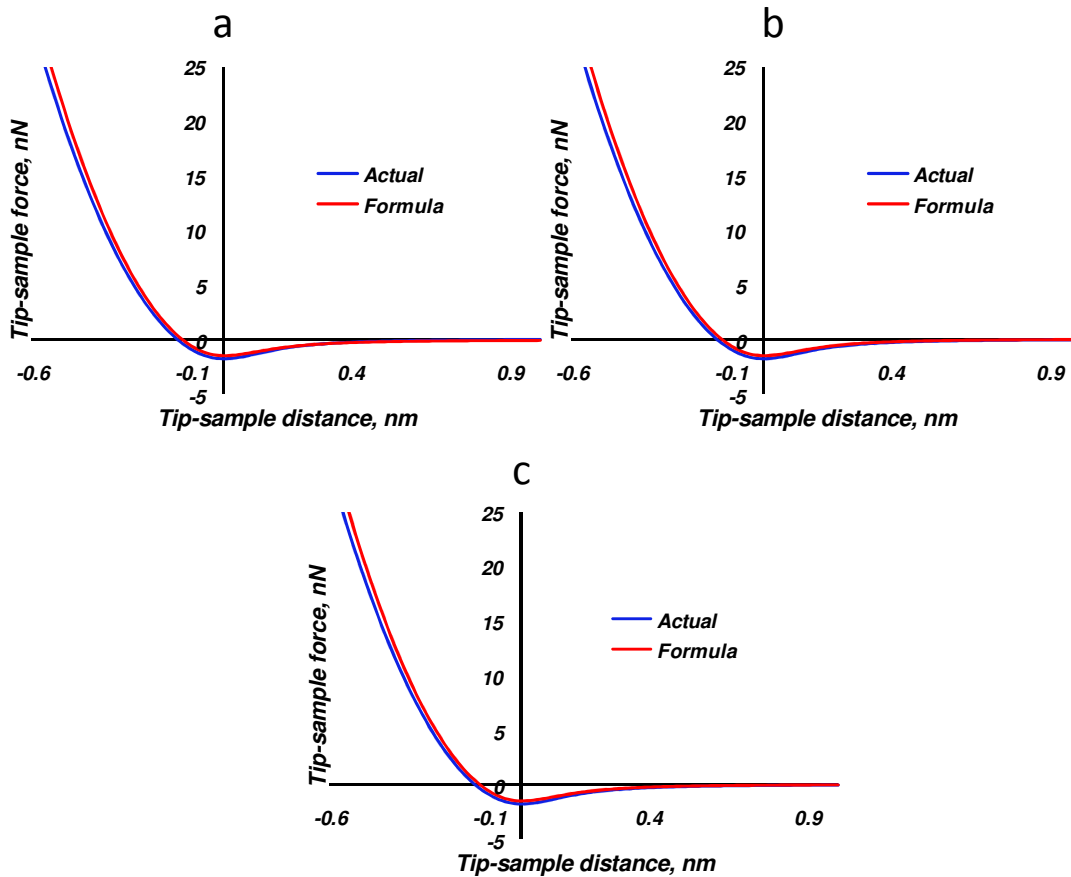 a
25
20
15
10
5
0
-5
-0.6
-0.1
0.4
0.9
Tip-sample force, nN
Tip-sample distance, nm
Actual
Formula
b
25
20
15
10
5
0
-5
-0.6
-0.1
0.4
0.9
Tip-sample force, nN
Tip-sample distance, nm
Actual
Formula
c
25
20
15
10
5
0
-5
-0.6
-0.1
0.4
0.9
Tip-sample force, nN
Tip-sample distance, nm
Actual
Formula